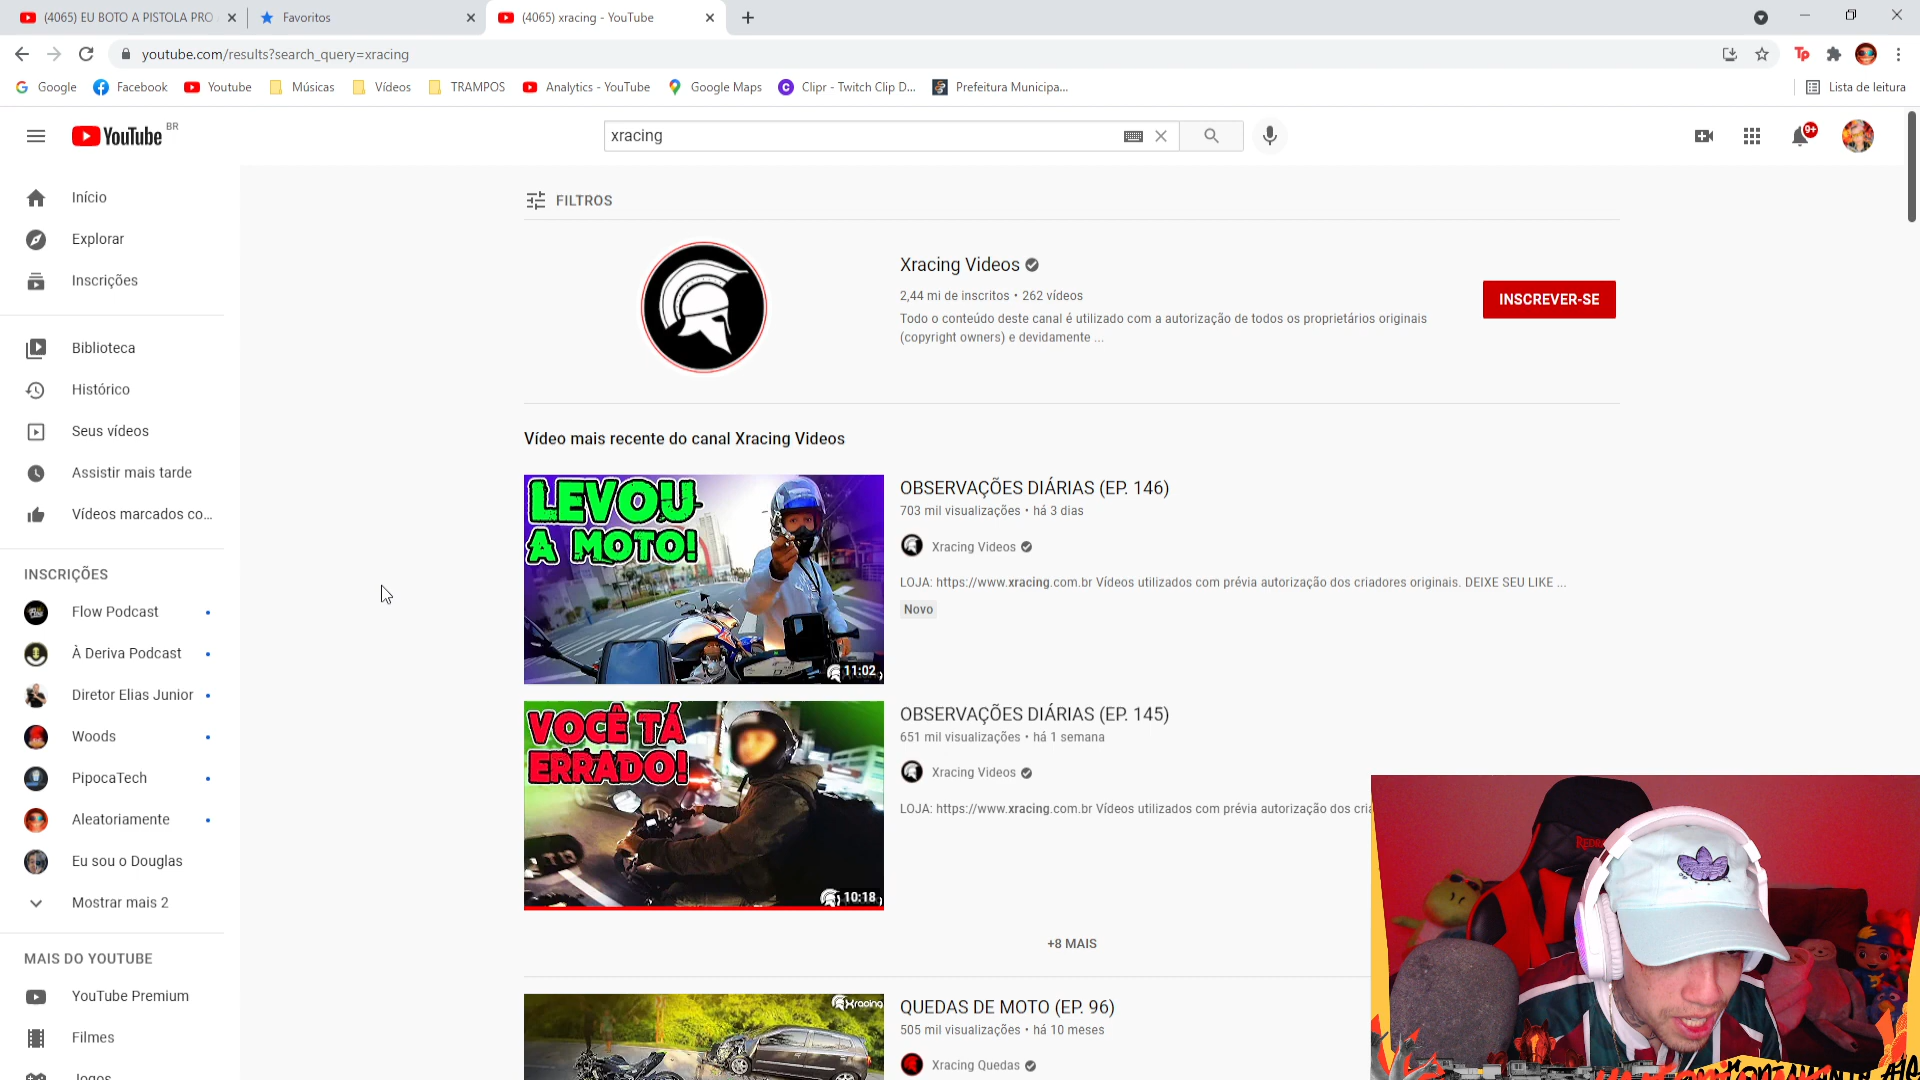 (4065) EU BOTO A PISTOLA PRO
Favoritos
(4065) xracing - YouTube
youtube.com/results?search_query=xracing
Google
Facebook
Youtube
Músicas
Vídeos
TRAMPOS
Analytics - YouTube
Google Maps
Clipr - Twitch Clip D...
Prefeitura Municipa...
Lista de leitura
YouTube BR
xracing
9+
Início
Explorar
Inscrições
Biblioteca
Histórico
Seus vídeos
Assistir mais tarde
Vídeos marcados co...
INSCRIÇÕES
Flow Podcast
À Deriva Podcast
Diretor Elias Junior
Woods
PipocaTech
Aleatoriamente
Eu sou o Douglas
Mostrar mais 2
MAIS DO YOUTUBE
YouTube Premium
Filmes
Jogos
FILTROS
Xracing Videos
2,44 mi de inscritos • 262 vídeos
Todo o conteúdo deste canal é utilizado com a autorização de todos os proprietários originais
(copyright owners) e devidamente ...
INSCREVER-SE
Vídeo mais recente do canal Xracing Videos
LEVOU
A MOTO!
11:02
OBSERVAÇÕES DIÁRIAS (EP. 146)
703 mil visualizações • há 3 dias
Xracing Videos
LOJA: https://www.xracing.com.br Vídeos utilizados com prévia autorização dos criadores originais. DEIXE SEU LIKE ...
Novo
VOCÊ TÁ
ERRADO!
10:18
OBSERVAÇÕES DIÁRIAS (EP. 145)
651 mil visualizações • há 1 semana
Xracing Videos
LOJA: https://www.xracing.com.br Vídeos utilizados com prévia autorização dos cria
+8 MAIS
Xracing
QUEDAS DE MOTO (EP. 96)
505 mil visualizações • há 10 meses
Xracing Quedas